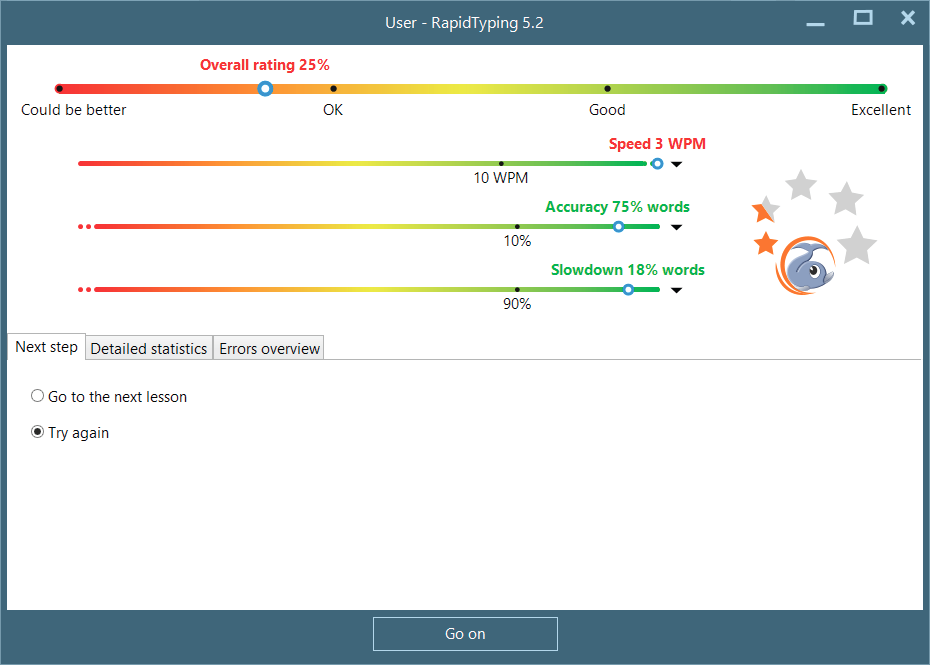 User - RapidTyping 5.2
Overall rating 25%
Could be better OK Good Excellent
Speed 3 WPM
10 WPM
Accuracy 75% words
10%
Slowdown 18% words
90%
Next step Detailed statistics Errors overview
Go to the next lesson
Try again
Go on